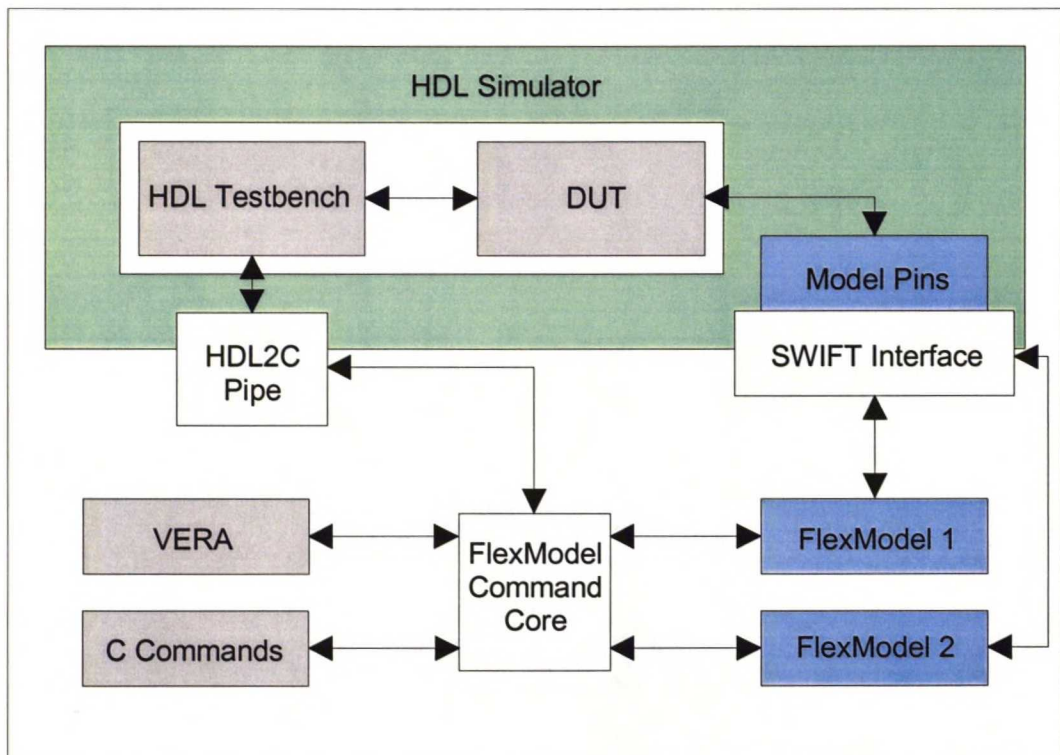 HDL Simulator
HDL Testbench
DUT
Model Pins
HDL2C
Pipe
SWIFT Interface
VERA
FlexModel
Command
Core
FlexModel 1
C Commands
FlexModel 2